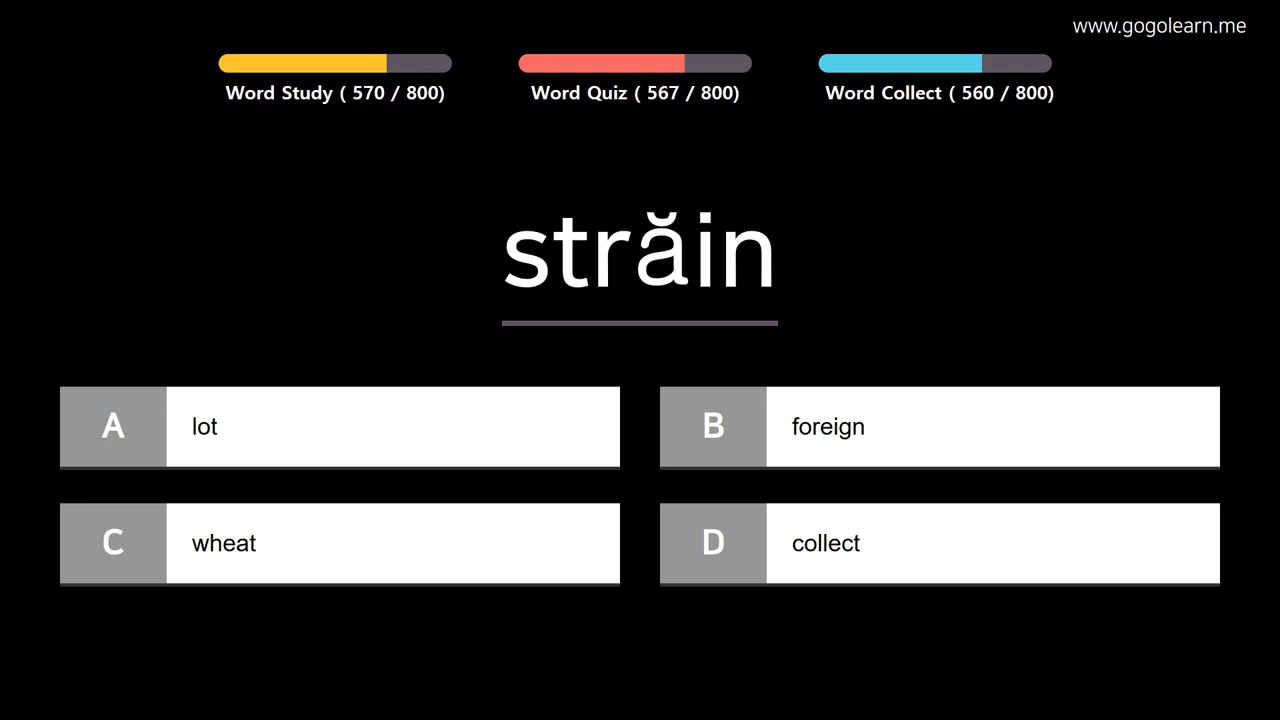 www.gogolearn.me
Word Study ( 570 / 800)
Word Quiz ( 567 / 800)
Word Collect ( 560 / 800)
străin
A lot
B foreign
C wheat
D collect